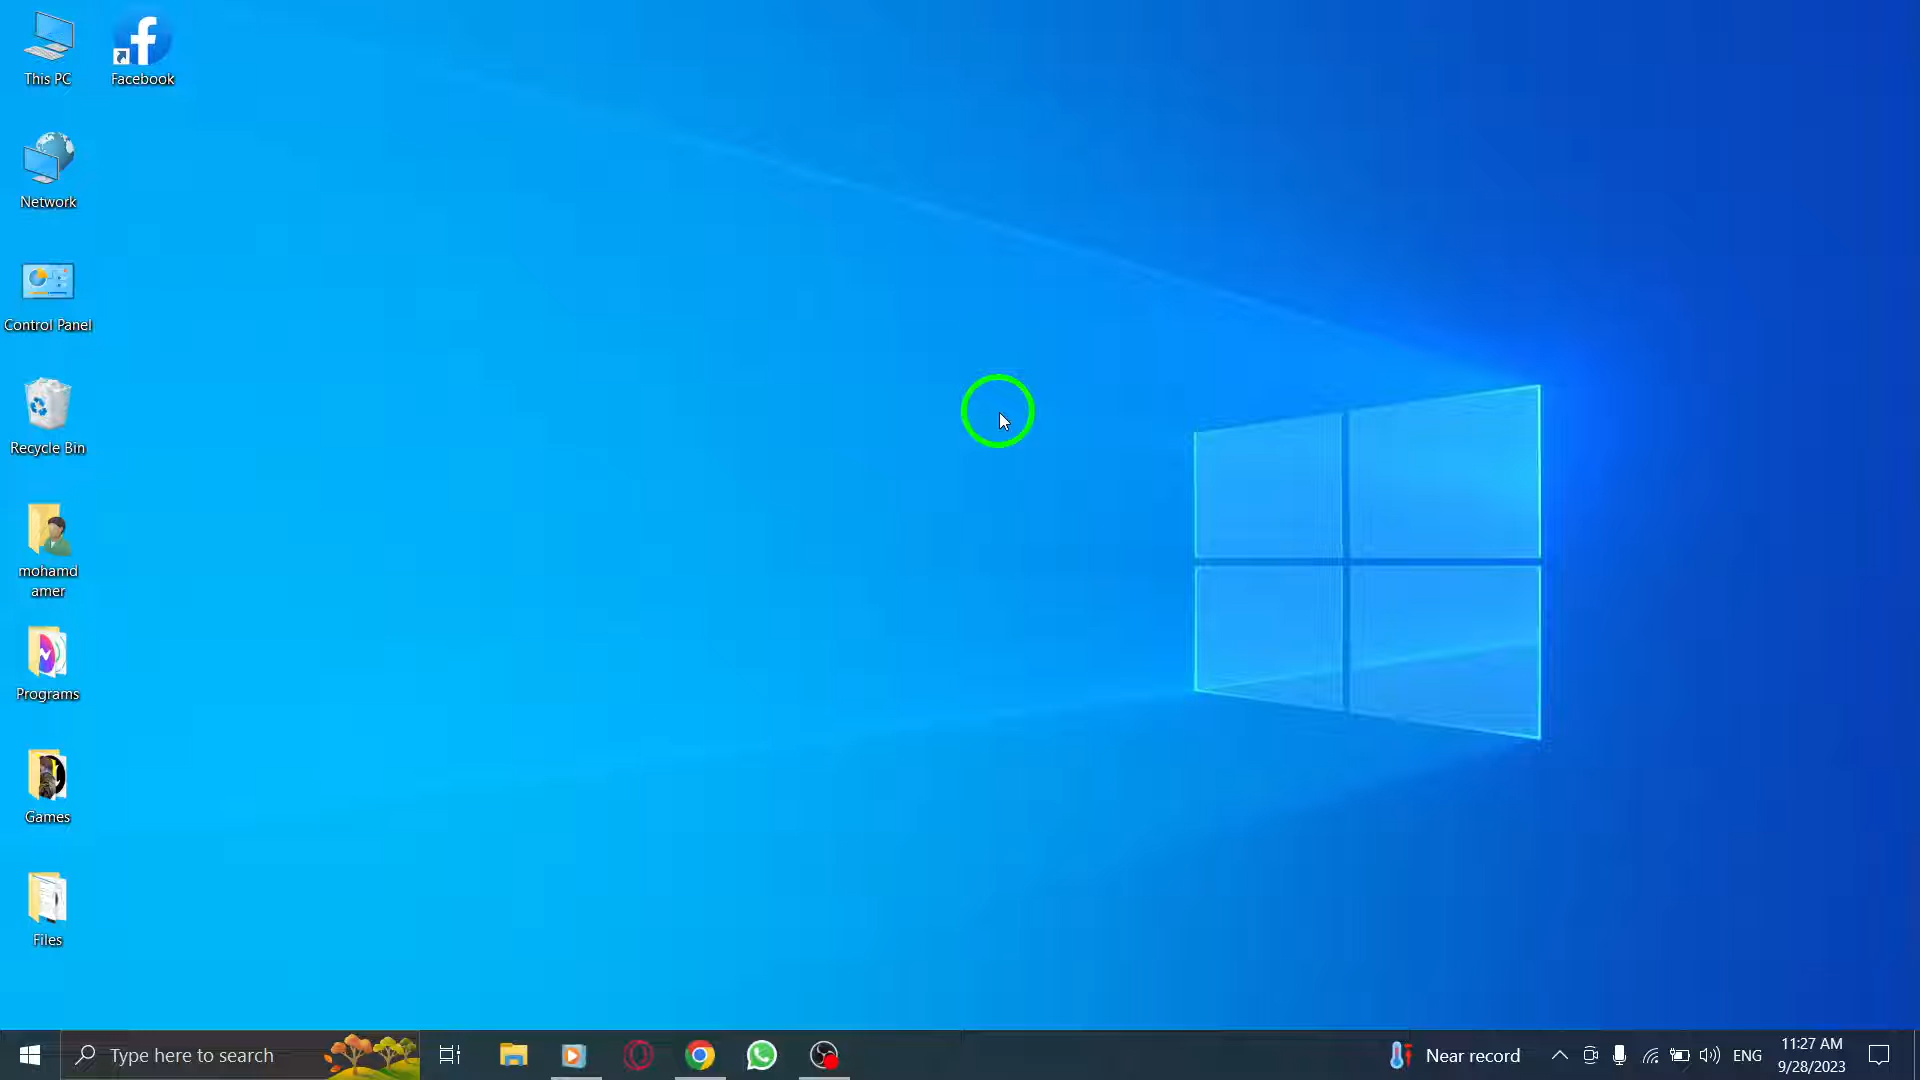 This PC
Facebook
Network
Control Panel
Recycle Bin
mohamd
amer
Programs
Games
Files
Type here to search
Near record
ENG
11:27 AM
9/28/2023